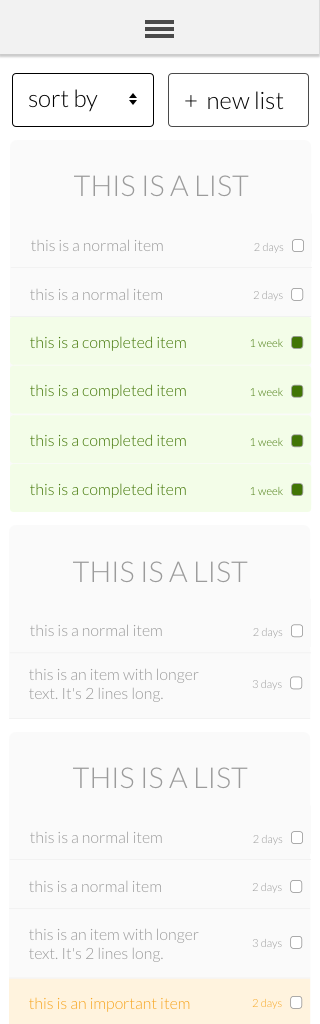 sort by
+ new list
THIS IS A LIST
this is a normal item 2 days
this is a normal item 2 days
this is a completed item 1 week
this is a completed item 1 week
this is a completed item 1 week
this is a completed item 1 week
THIS IS A LIST
this is a normal item 2 days
this is an item with longer
text. It's 2 lines long. 3 days
THIS IS A LIST
this is a normal item 2 days
this is a normal item 2 days
this is an item with longer
text. It's 2 lines long. 3 days
this is an important item 2 days